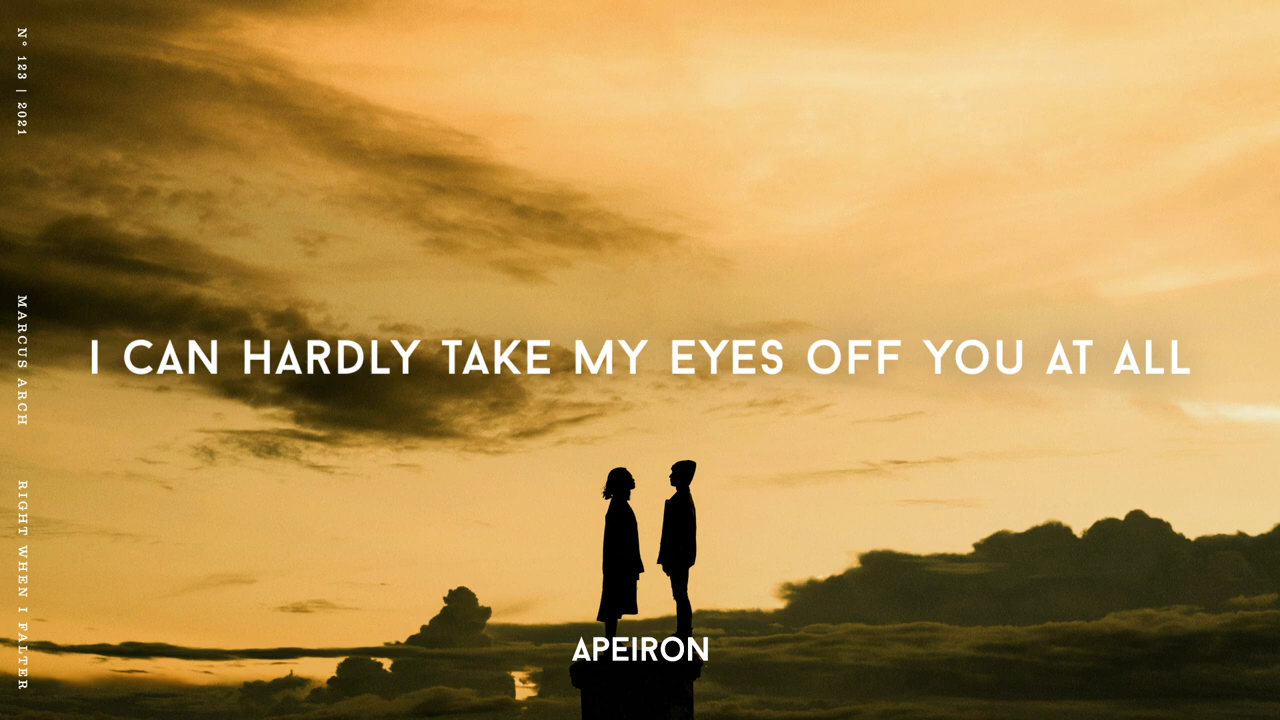 N° 123 | 2021
MARCUS ARCH
RIGHT WHEN I FALTER
I CAN HARDLY TAKE MY EYES OFF YOU AT ALL
APEIRON